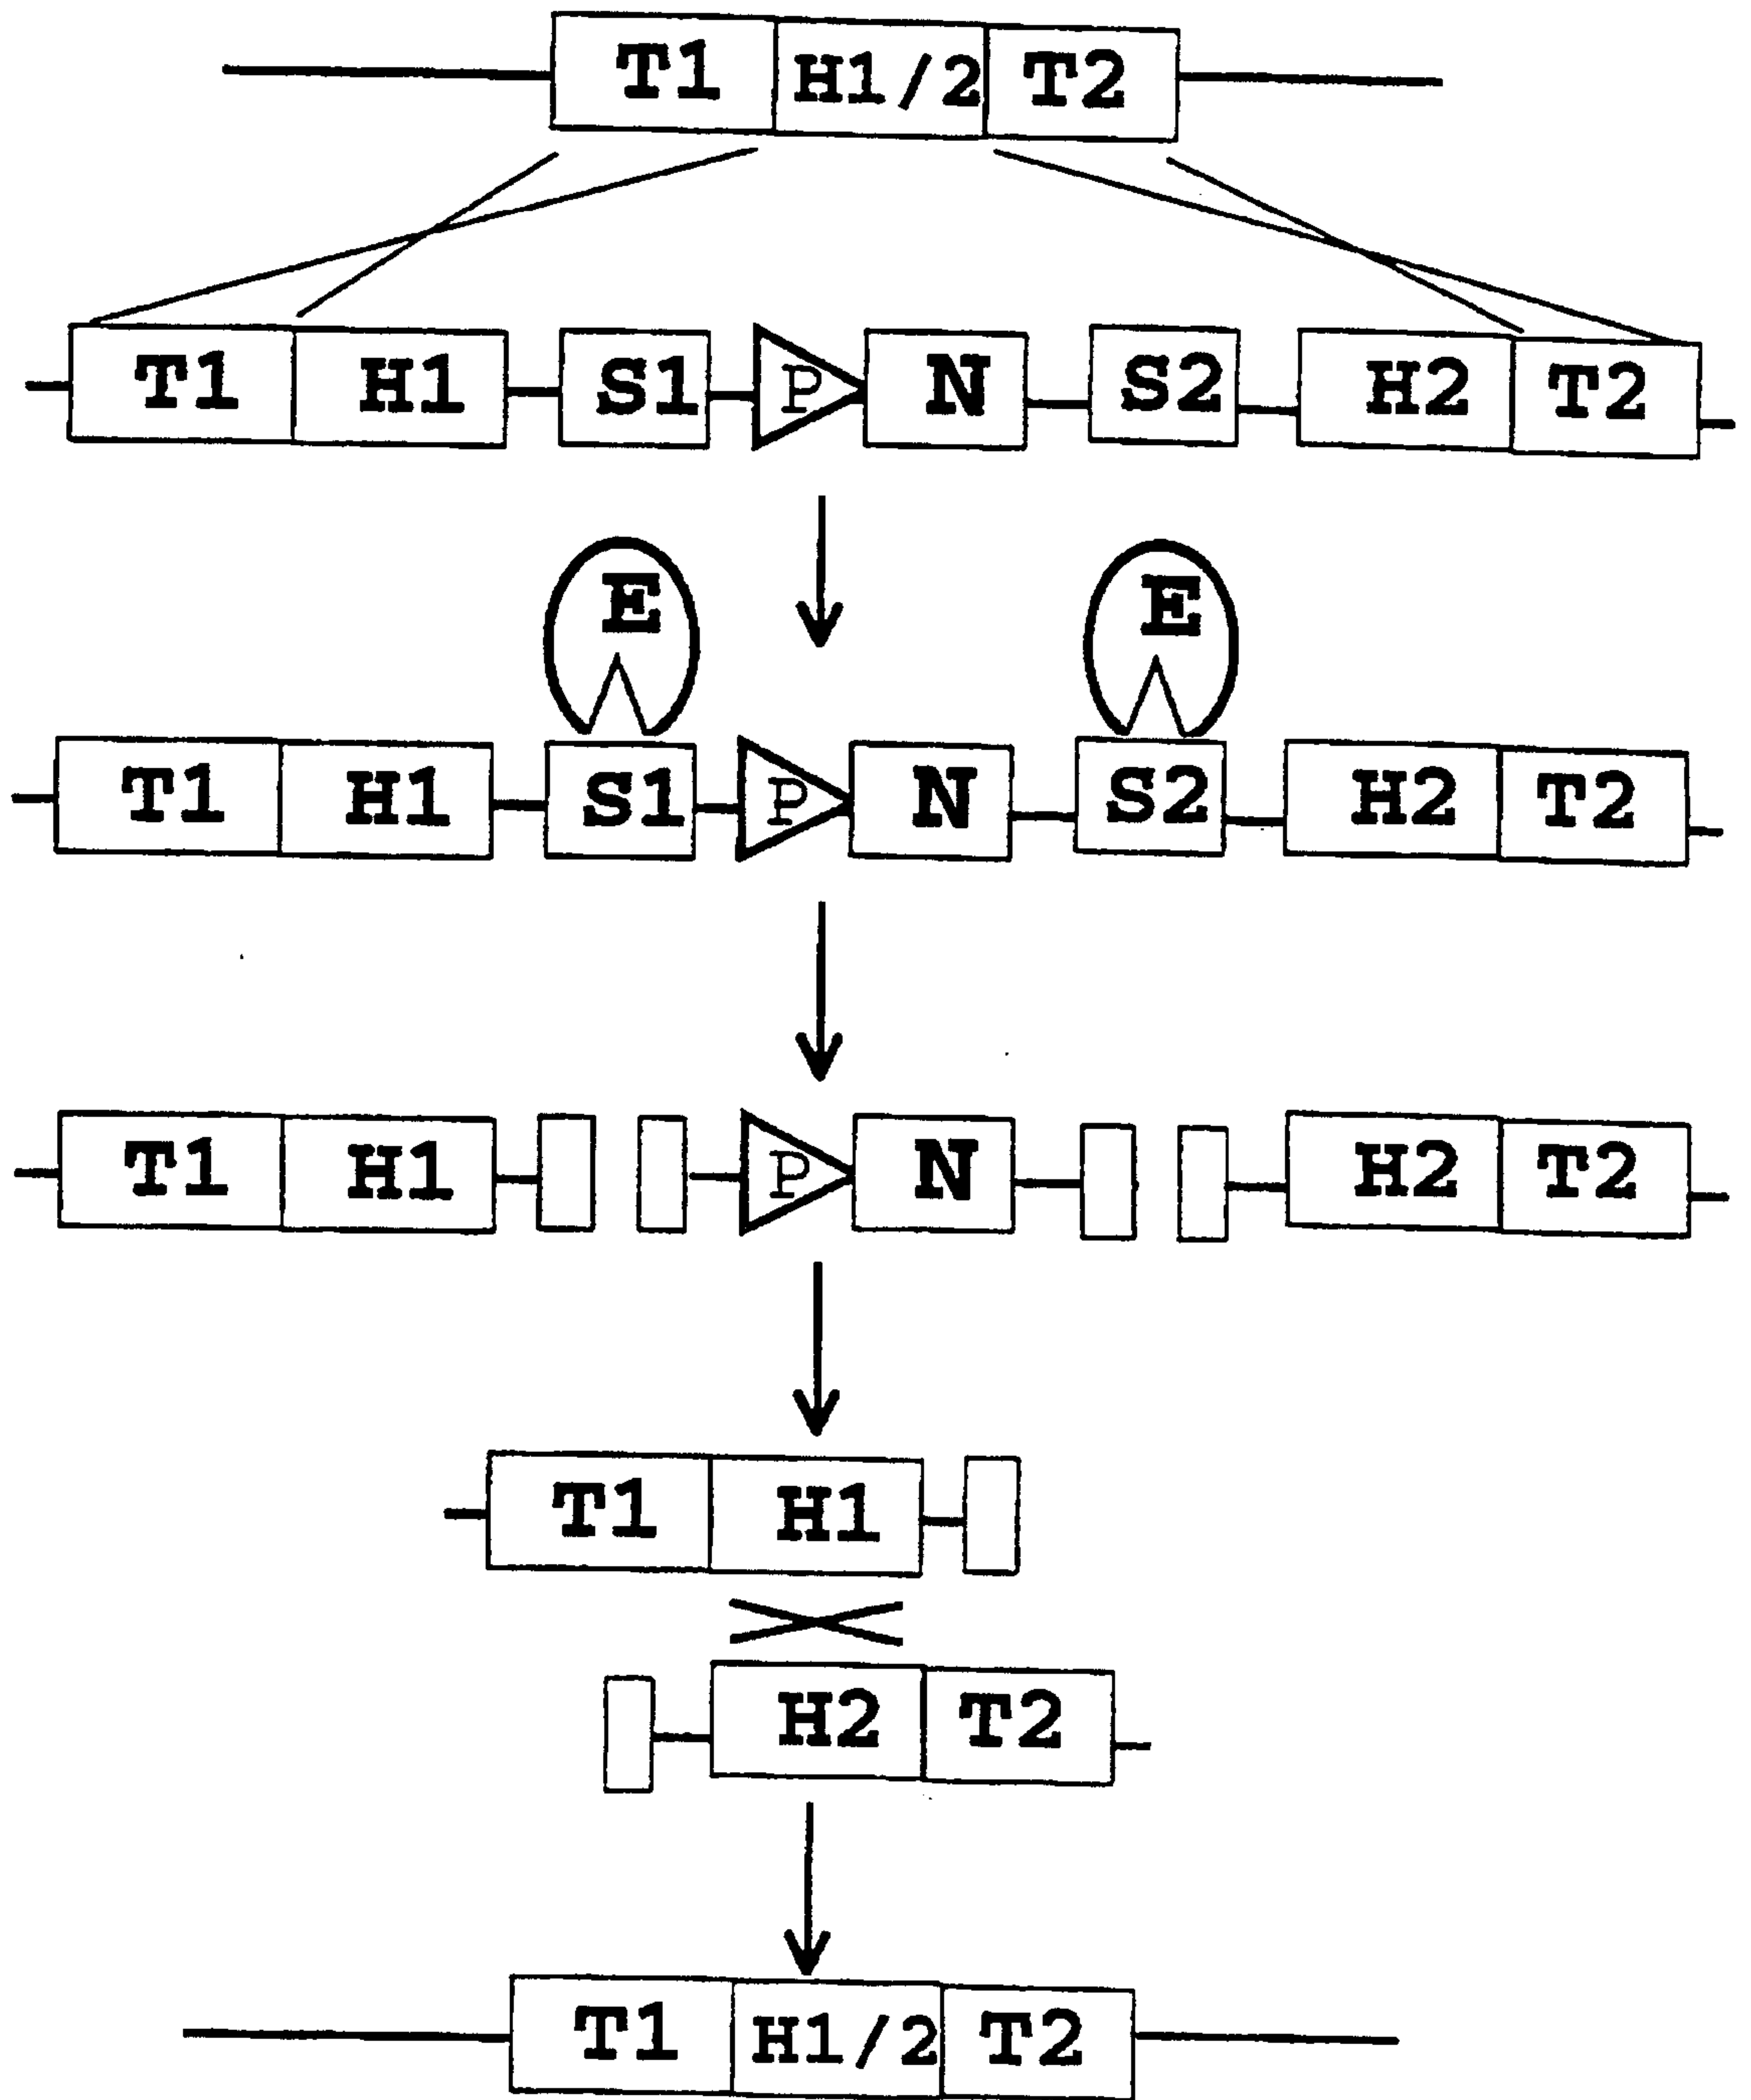 T1 H1/2 T2
T1 H1 S1 P N S2 H2 T2
E E
T1 H1 S1 P N S2 H2 T2
T1 H1 P N H2 T2
T1 H1
H2 T2
T1 H1/2 T2